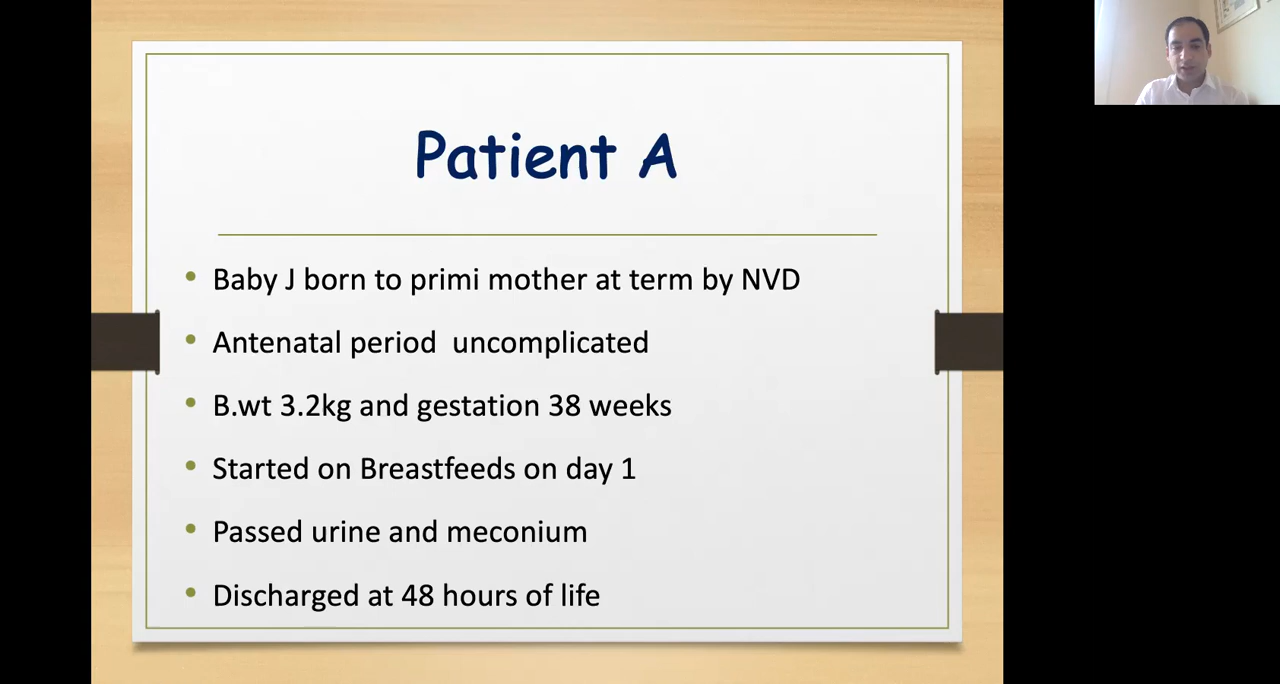 Patient A
Baby J born to primi mother at term by NVD
Antenatal period  uncomplicated
B.wt 3.2kg and gestation 38 weeks
Started on Breastfeeds on day 1
Passed urine and meconium
Discharged at 48 hours of life